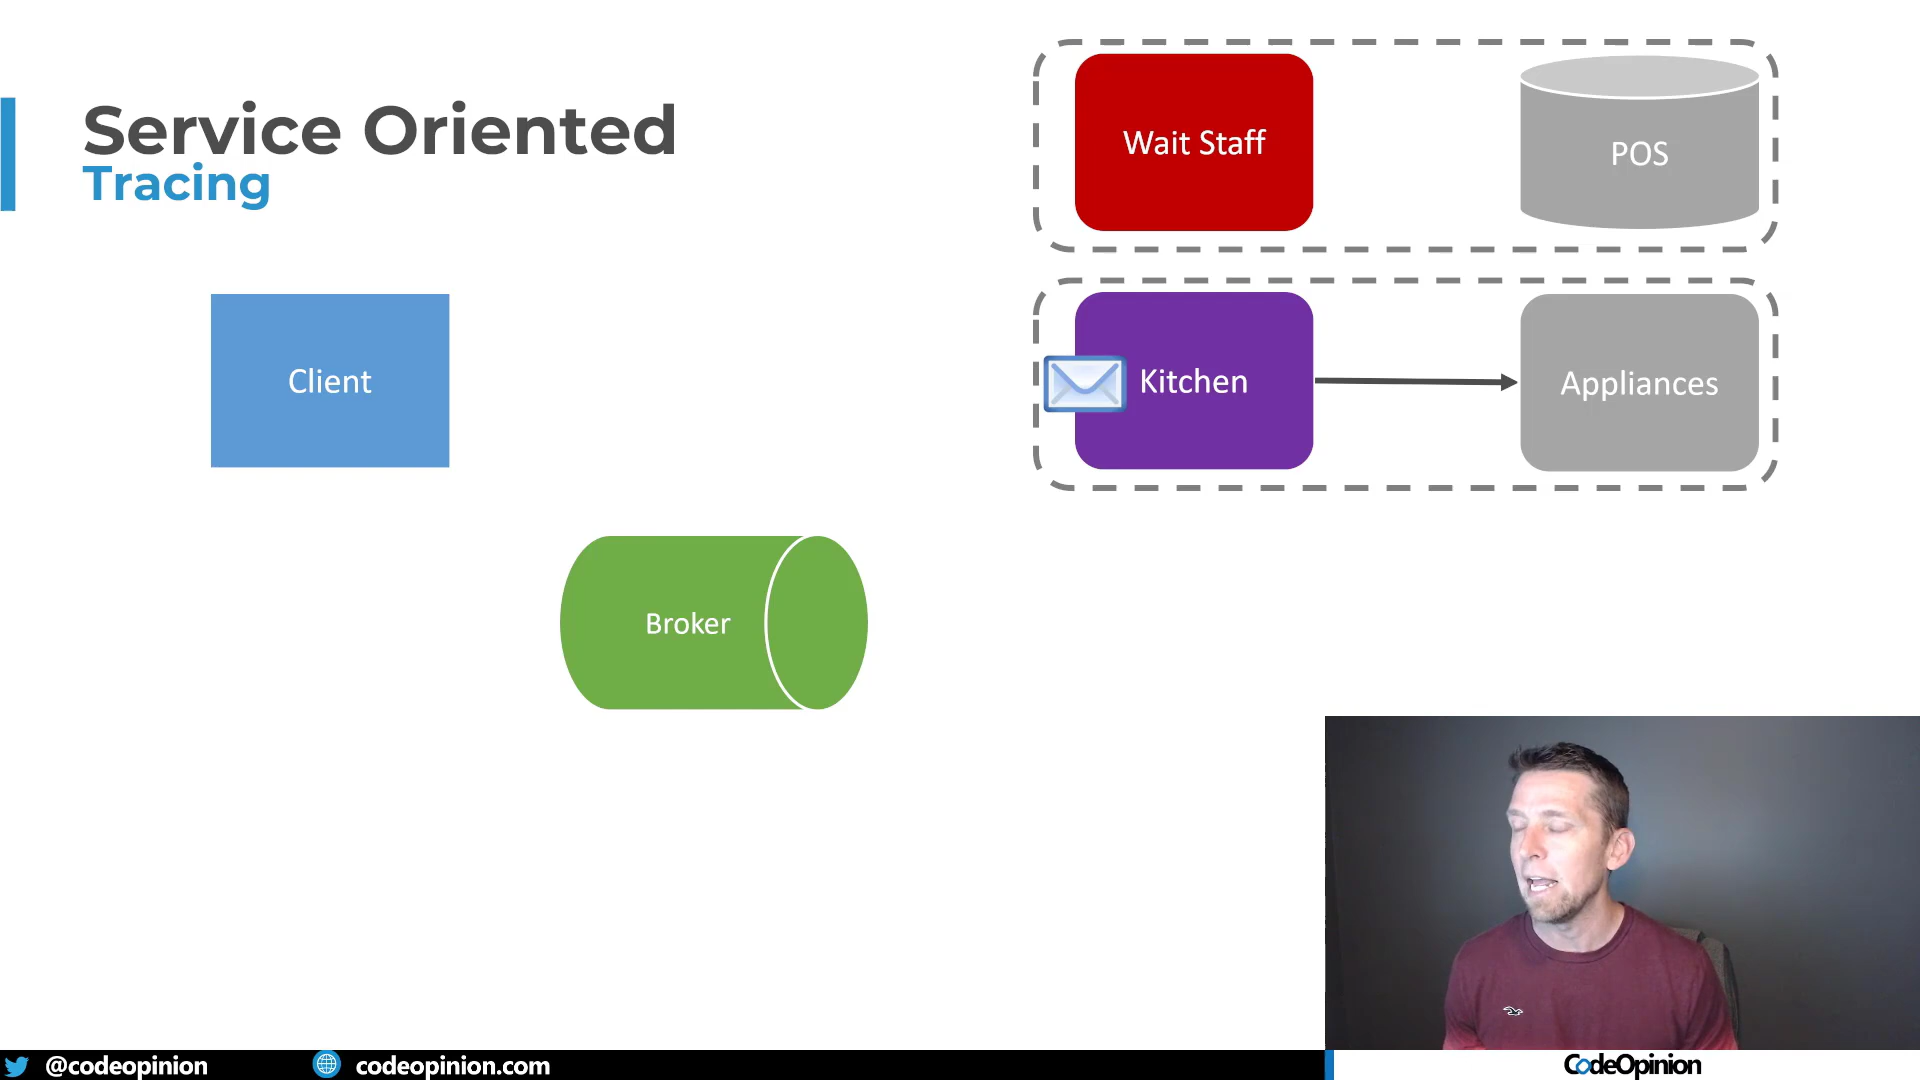 Service Oriented
Tracing
Wait Staff
POS
Client
Kitchen
Appliances
Broker
@codeopinion
codeopinion.com
CodeOpinion